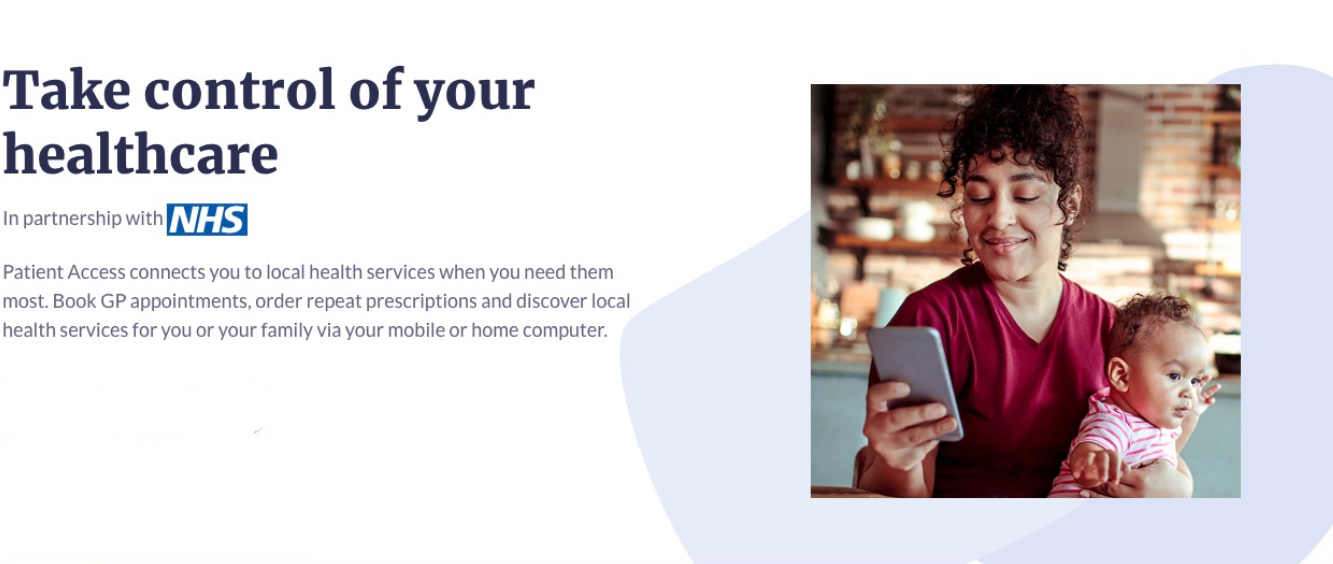 Take control of your
healthcare
In partnership with NHS
Patient Access connects you to local health services when you need them
most. Book GP appointments, order repeat prescriptions and discover local
health services for you or your family via your mobile or home computer.